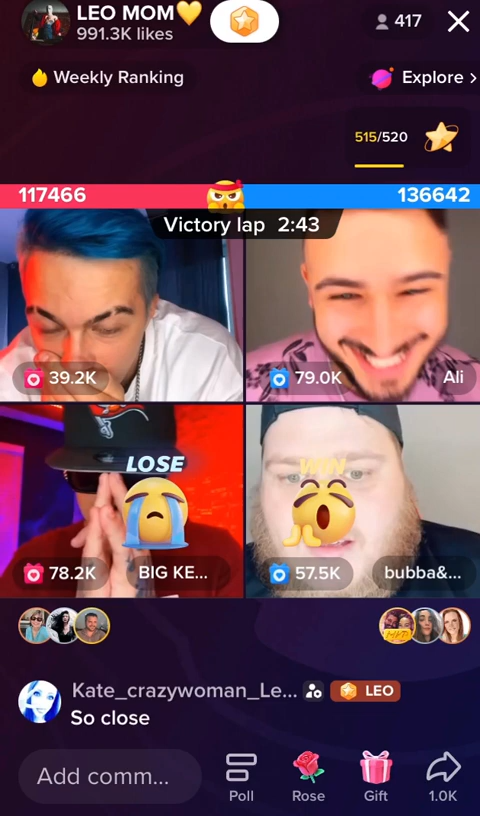 LEO MOM💛
991.3K likes
417
Weekly Ranking
Explore >
515/520
117466
136642
Victory lap 2:43
39.2K
79.0K
Ali
LOSE
WIN
78.2K
BIG KE...
57.5K
bubba&...
Kate_crazywoman_Le...
LEO
So close
Add comm...
Poll
Rose
Gift
1.0K